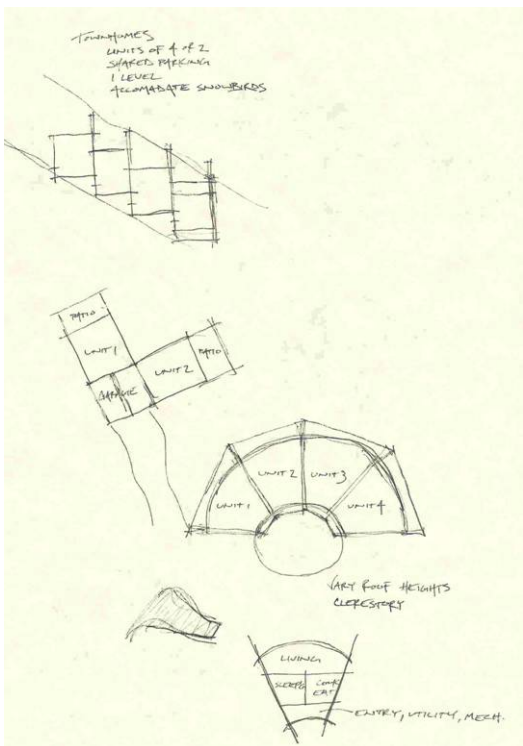 TOWNHOMES
UNITS OF 4 OR 2
SHARED PARKING
1 LEVEL
ACCOMADATE SNOWBIRDS
PATIO
UNIT 1
UNIT 2
PATIO
GARAGE
UNIT 1
UNIT 2
UNIT 3
UNIT 4
VARY ROOF HEIGHTS
CLERESTORY
LIVING
SLEEPS
COOK
EAT
ENTRY, UTILITY, MECH.